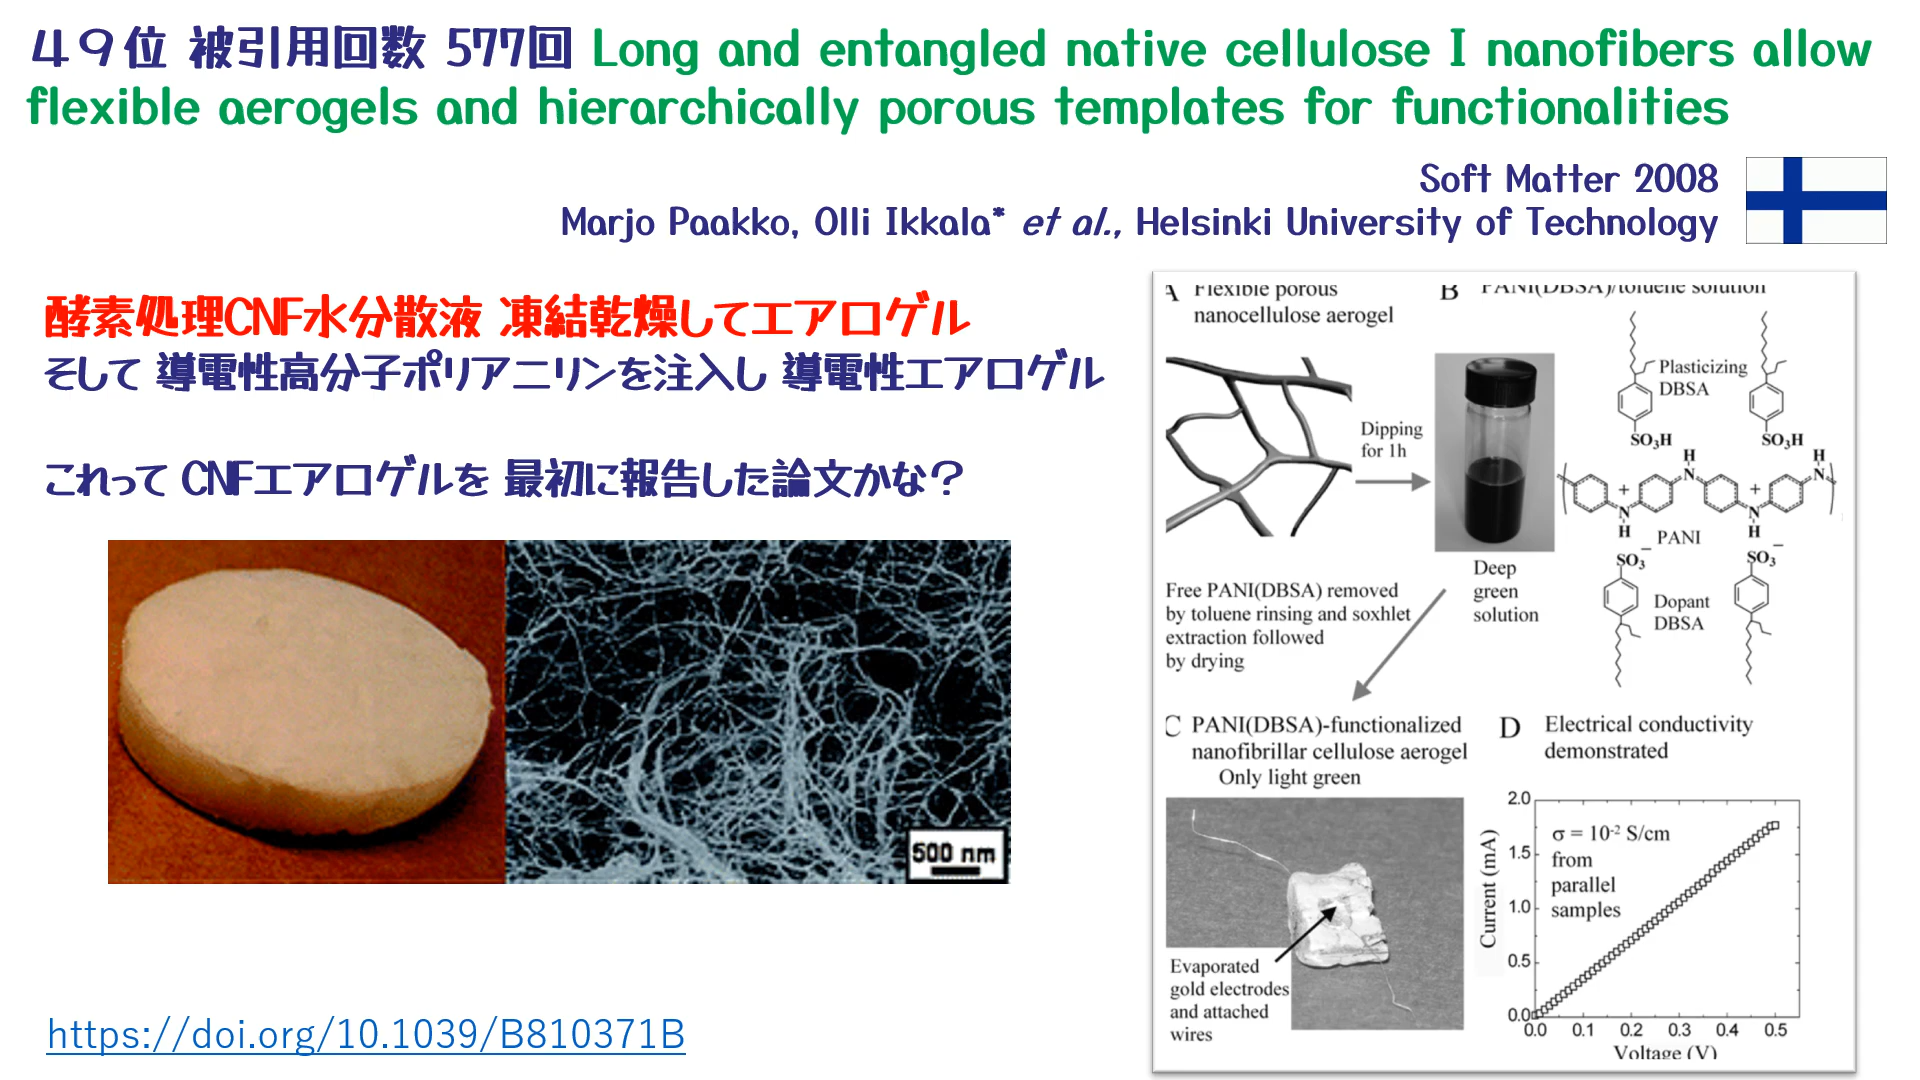 ４９位 被引用回数 577回 Long and entangled native cellulose I nanofibers allow
flexible aerogels and hierarchically porous templates for functionalities
Soft Matter 2008
Marjo Paakko, Olli Ikkala* et al., Helsinki University of Technology
酵素処理CNF水分散液 凍結乾燥してエアロゲル
そして 導電性高分子ポリアニリンを注入し 導電性エアロゲル
これって CNFエアロゲルを 最初に報告した論文かな？
500 nm
https://doi.org/10.1039/B810371B
A Flexible porous
nanocellulose aerogel
B PANI(DBSA)/toluene solution
Plasticizing
DBSA
SO3H
SO3H
Dipping
for 1h
H
N
H
N
+
+
N
H
N
H
PANI
SO3−
SO3−
Dopant
DBSA
Deep
green
solution
Free PANI(DBSA) removed
by toluene rinsing and soxhlet
extraction followed
by drying
C PANI(DBSA)-functionalized
nanofibrillar cellulose aerogel
Only light green
Evaporated
gold electrodes
and attached
wires
D Electrical conductivity
demonstrated
σ = 10-2 S/cm
from
parallel
samples
Current (mA)
2.0
1.5
1.0
0.5
0.0
0.0 0.1 0.2 0.3 0.4 0.5
Voltage (V)